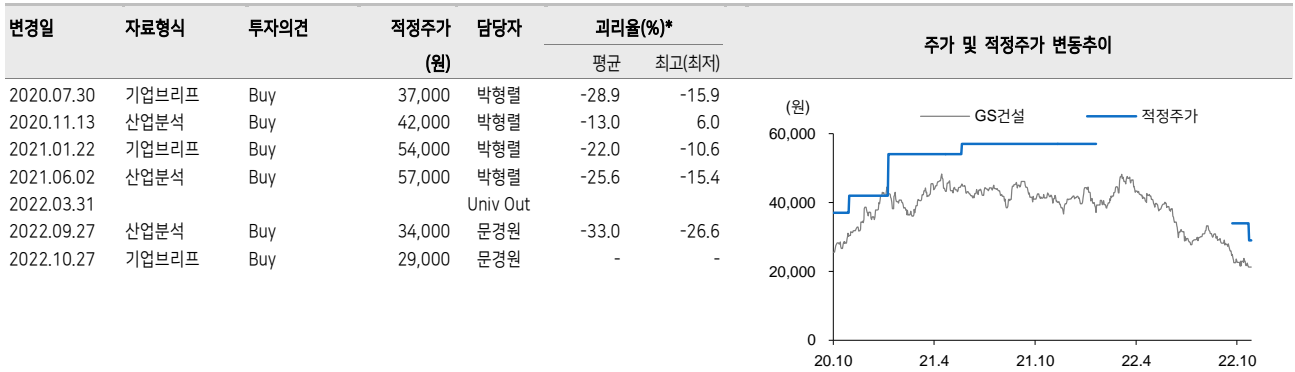 변경일 자료형식 투자의견 적정주가 담당자 괴리율(%)* 주가 및 적정주가 변동추이
(원) 평균 최고(최저)
2020.07.30 기업브리프 Buy 37,000 박형렬 -28.9 -15.9
2020.11.13 산업분석 Buy 42,000 박형렬 -13.0 6.0
2021.01.22 기업브리프 Buy 54,000 박형렬 -22.0 -10.6
2021.06.02 산업분석 Buy 57,000 박형렬 -25.6 -15.4
2022.03.31 Univ Out
2022.09.27 산업분석 Buy 34,000 문경원 -33.0 -26.6
2022.10.27 기업브리프 Buy 29,000 문경원 - -
(원)
GS건설 적정주가
60,000
40,000
20,000
0
20.10 21.4 21.10 22.4 22.10